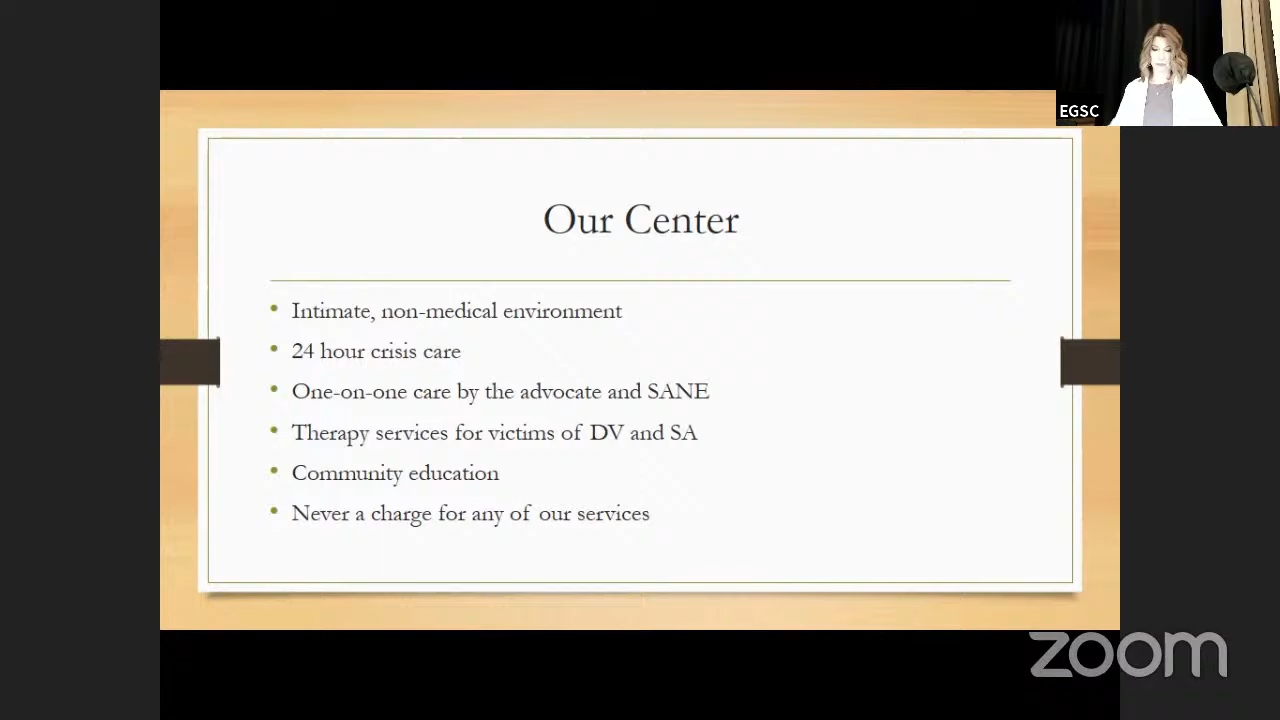 EGSC
Our Center
• Intimate, non-medical environment
• 24 hour crisis care
• One-on-one care by the advocate and SANE
• Therapy services for victims of DV and SA
• Community education
• Never a charge for any of our services
zoom